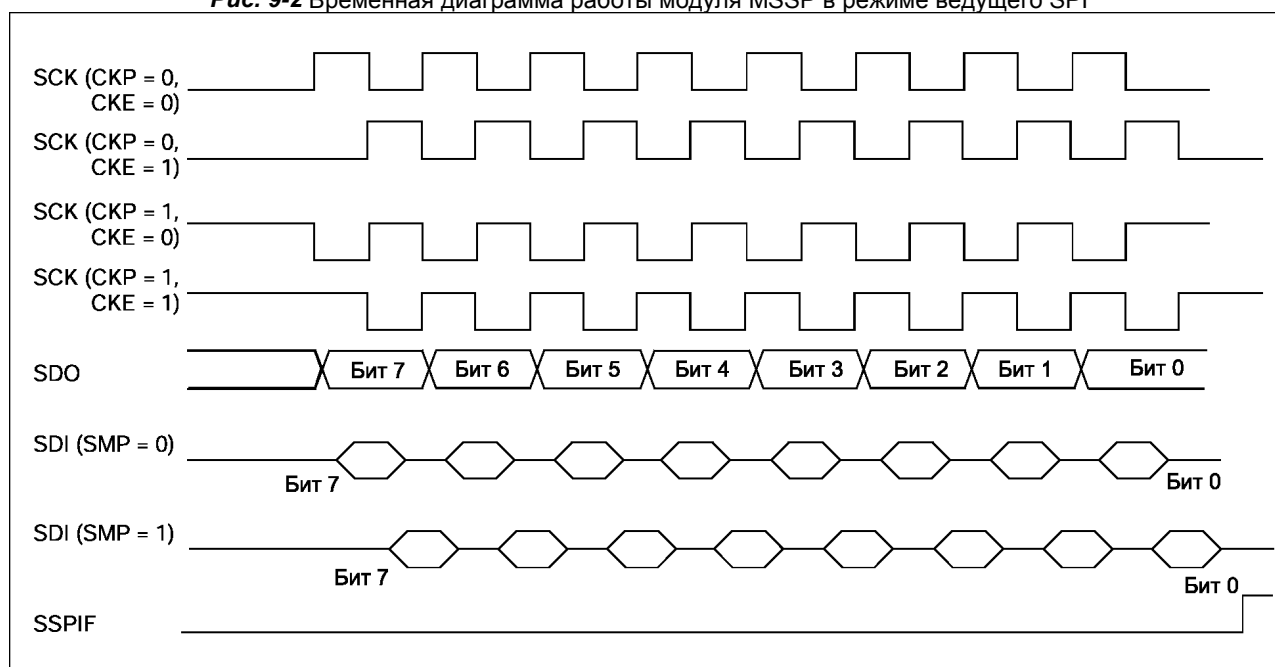 Рис. 9-2 Временная диаграмма работы модуля MSSP в режиме ведущего SPI
SCK (CKP = 0,
CKE = 0)
SCK (CKP = 0,
CKE = 1)
SCK (CKP = 1,
CKE = 0)
SCK (CKP = 1,
CKE = 1)
SDO
Бит 7 Бит 6 Бит 5 Бит 4 Бит 3 Бит 2 Бит 1 Бит 0
SDI (SMP = 0)
Бит 7 Бит 0
SDI (SMP = 1)
Бит 7 Бит 0
SSPIF